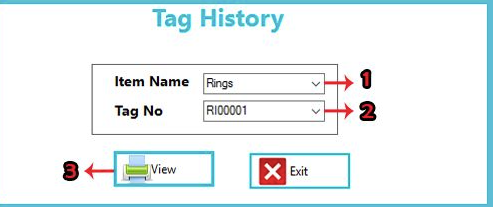 Tag History
Item Name Rings 1
Tag No RI00001 2
3 View Exit